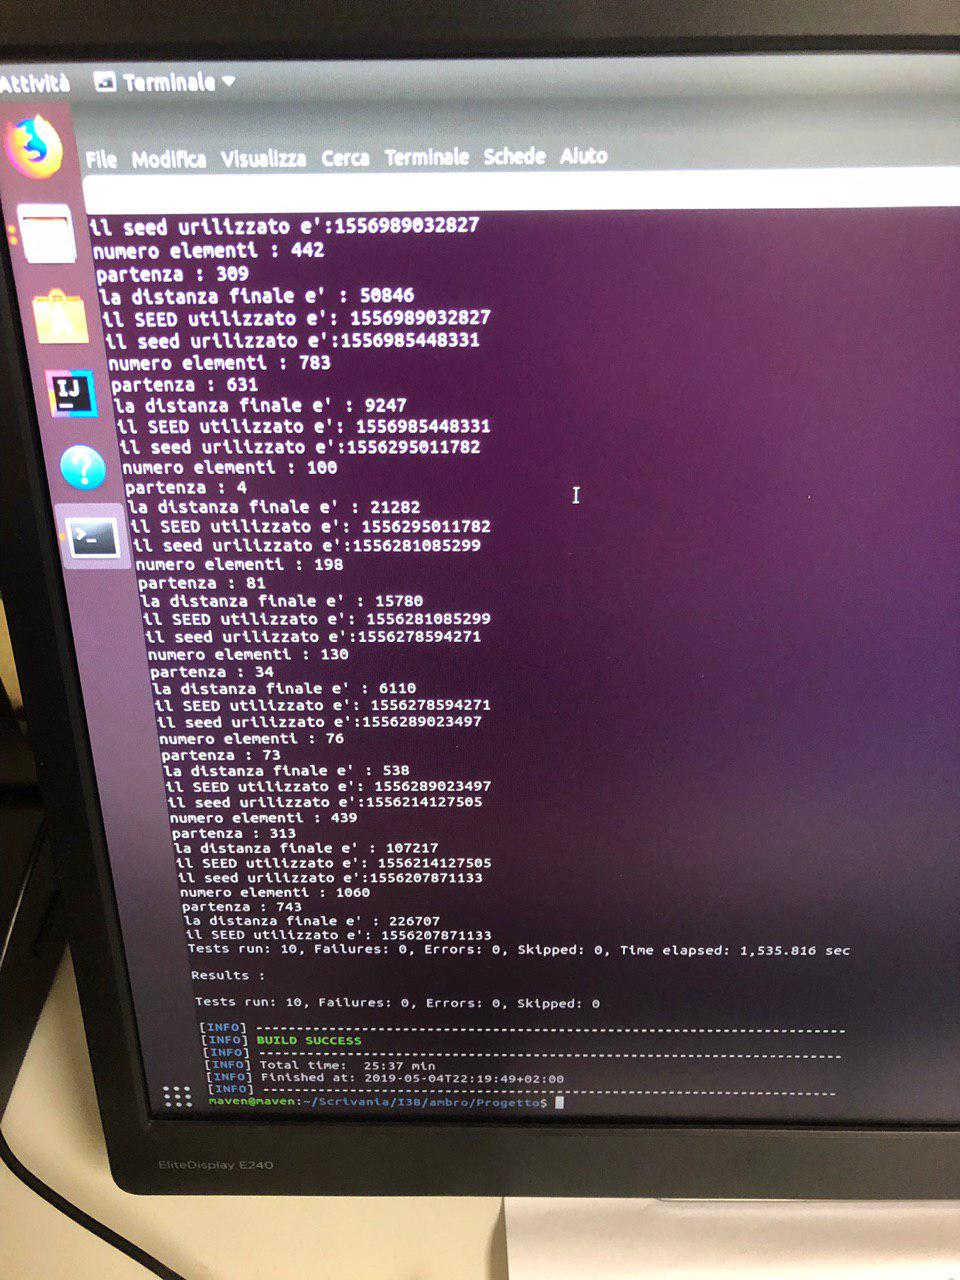 Attività Terminale
File Modifica Visualizza Cerca Terminale Schede Aiuto
il seed urilizzato e':1556989032827
numero elementi : 442
partenza : 309
la distanza finale e' : 50846
il SEED utilizzato e': 1556989032827
il seed urilizzato e':1556985448331
numero elementi : 783
partenza : 631
la distanza finale e' : 9247
il SEED utilizzato e': 1556985448331
il seed urilizzato e':1556295011782
numero elementi : 100
partenza : 4
la distanza finale e' : 21282
il SEED utilizzato e': 1556295011782
il seed urilizzato e':1556281085299
numero elementi : 198
partenza : 81
la distanza finale e' : 15780
il SEED utilizzato e': 1556281085299
il seed urilizzato e':1556278594271
numero elementi : 130
partenza : 34
la distanza finale e' : 6110
il SEED utilizzato e': 1556278594271
il seed urilizzato e':1556289023497
numero elementi : 76
partenza : 73
la distanza finale e' : 538
il SEED utilizzato e': 1556289023497
il seed urilizzato e':1556214127505
numero elementi : 439
partenza : 313
la distanza finale e' : 107217
il SEED utilizzato e': 1556214127505
il seed urilizzato e':1556207871133
numero elementi : 1060
partenza : 743
la distanza finale e' : 226707
il SEED utilizzato e': 1556207871133
Tests run: 10, Failures: 0, Errors: 0, Skipped: 0, Time elapsed: 1,535.816 sec
Results :
Tests run: 10, Failures: 0, Errors: 0, Skipped: 0
[INFO] ------------------------------------------------------------------------
[INFO] BUILD SUCCESS
[INFO] ------------------------------------------------------------------------
[INFO] Total time: 25:37 min
[INFO] Finished at: 2019-05-04T22:19:49+02:00
[INFO] ------------------------------------------------------------------------
maven@maven:~/Scrivania/I3B/ambro/Progetto$
IJ
EliteDisplay E240